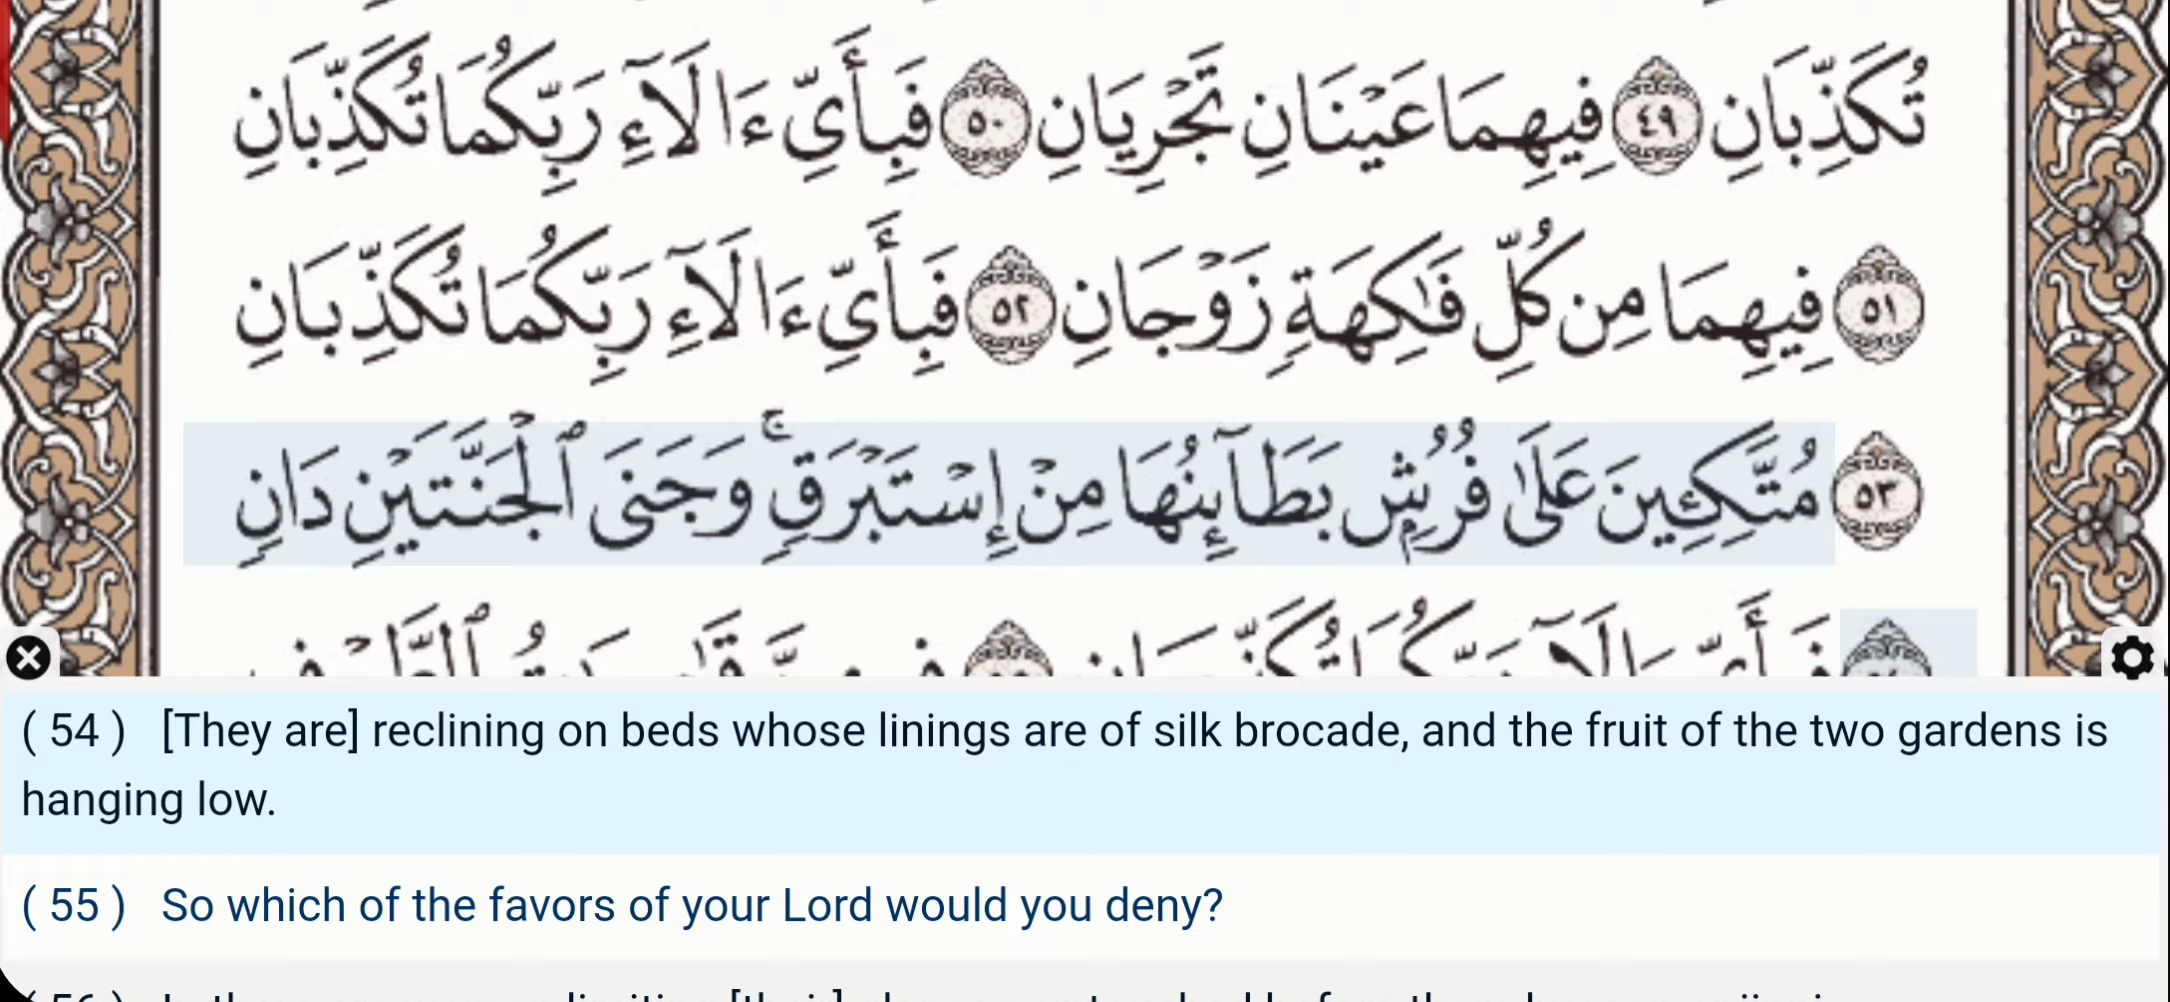 تُكَذِّبَانِ ٤٩ فِيهِمَا عَيْنَانِ تَجْرِيَانِ ٥٠ فَبِأَيِّ ءَالَآءِ رَبِّكُمَا تُكَذِّبَانِ
٥١ فِيهِمَا مِن كُلِّ فَٰكِهَةٍ زَوْجَانِ ٥٢ فَبِأَيِّ ءَالَآءِ رَبِّكُمَا تُكَذِّبَانِ
٥٣ مُتَّكِـِٔينَ عَلَىٰ فُرُشٍۭ بَطَآئِنُهَا مِنْ إِسْتَبْرَقٍۚ وَجَنَى ٱلْجَنَّتَيْنِ دَانٍ
( 54 ) [They are] reclining on beds whose linings are of silk brocade, and the fruit of the two gardens is
hanging low.
( 55 ) So which of the favors of your Lord would you deny?